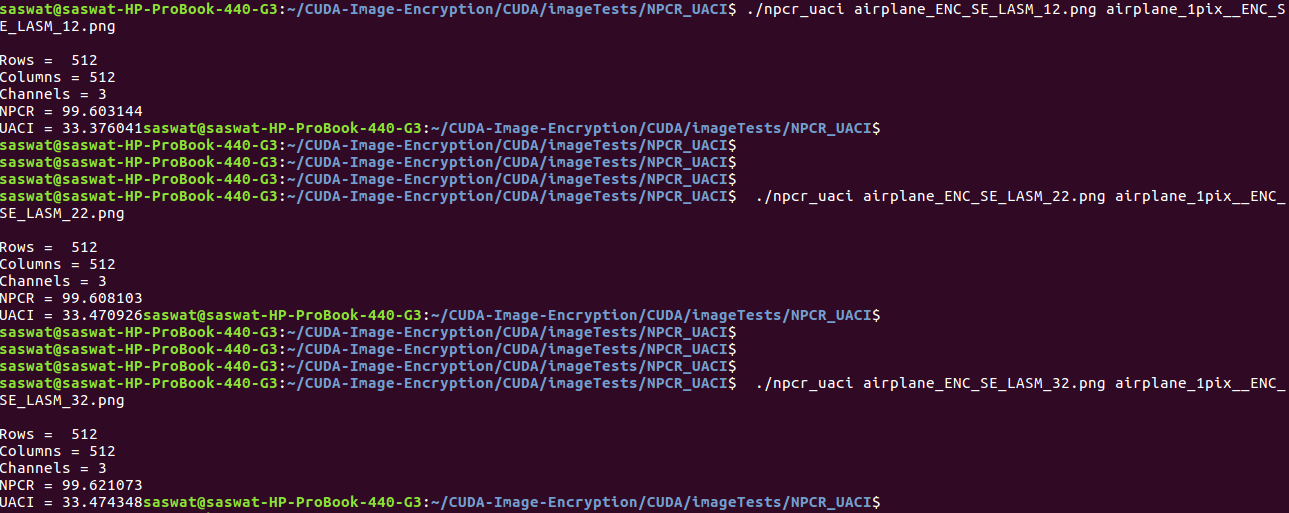 saswat@saswat-HP-ProBook-440-G3:~/CUDA-Image-Encryption/CUDA/imageTests/NPCR_UACI$ ./npcr_uaci airplane_ENC_SE_LASM_12.png airplane_1pix__ENC_S
E_LASM_12.png
Rows =  512
Columns = 512
Channels = 3
NPCR = 99.603144
UACI = 33.376041saswat@saswat-HP-ProBook-440-G3:~/CUDA-Image-Encryption/CUDA/imageTests/NPCR_UACI$
saswat@saswat-HP-ProBook-440-G3:~/CUDA-Image-Encryption/CUDA/imageTests/NPCR_UACI$
saswat@saswat-HP-ProBook-440-G3:~/CUDA-Image-Encryption/CUDA/imageTests/NPCR_UACI$
saswat@saswat-HP-ProBook-440-G3:~/CUDA-Image-Encryption/CUDA/imageTests/NPCR_UACI$
saswat@saswat-HP-ProBook-440-G3:~/CUDA-Image-Encryption/CUDA/imageTests/NPCR_UACI$  ./npcr_uaci airplane_ENC_SE_LASM_22.png airplane_1pix__ENC_
SE_LASM_22.png
Rows =  512
Columns = 512
Channels = 3
NPCR = 99.608103
UACI = 33.470926saswat@saswat-HP-ProBook-440-G3:~/CUDA-Image-Encryption/CUDA/imageTests/NPCR_UACI$
saswat@saswat-HP-ProBook-440-G3:~/CUDA-Image-Encryption/CUDA/imageTests/NPCR_UACI$
saswat@saswat-HP-ProBook-440-G3:~/CUDA-Image-Encryption/CUDA/imageTests/NPCR_UACI$
saswat@saswat-HP-ProBook-440-G3:~/CUDA-Image-Encryption/CUDA/imageTests/NPCR_UACI$
saswat@saswat-HP-ProBook-440-G3:~/CUDA-Image-Encryption/CUDA/imageTests/NPCR_UACI$  ./npcr_uaci airplane_ENC_SE_LASM_32.png airplane_1pix__ENC_
SE_LASM_32.png
Rows =  512
Columns = 512
Channels = 3
NPCR = 99.621073
UACI = 33.474348saswat@saswat-HP-ProBook-440-G3:~/CUDA-Image-Encryption/CUDA/imageTests/NPCR_UACI$